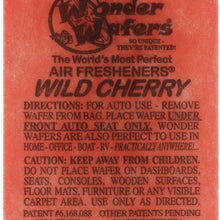 Wonder
Wafers®
SO UNIQUE -
THEY'RE PATENTED!
The World's Most Perfect
AIR FRESHENERS®
WILD CHERRY
DIRECTIONS: FOR AUTO USE - REMOVE
WAFER FROM BAG. PLACE WAFER UNDER
FRONT AUTO SEAT ONLY. WONDER
WAFERS ARE ALSO PERFECT TO USE IN
HOME - OFFICE - BOAT - RV - PRACTICALLY ANYWHERE!.
CAUTION: KEEP AWAY FROM CHILDREN.
DO NOT PLACE WAFER ON DASHBOARDS,
SEATS, CONSOLES, WOODEN SURFACES,
FLOOR MATS, FURNITURE OR ANY VISIBLE
CARPET AREA. USE ONLY AS DIRECTED.
PATENT #6,168,088 OTHER PATENTS PENDING